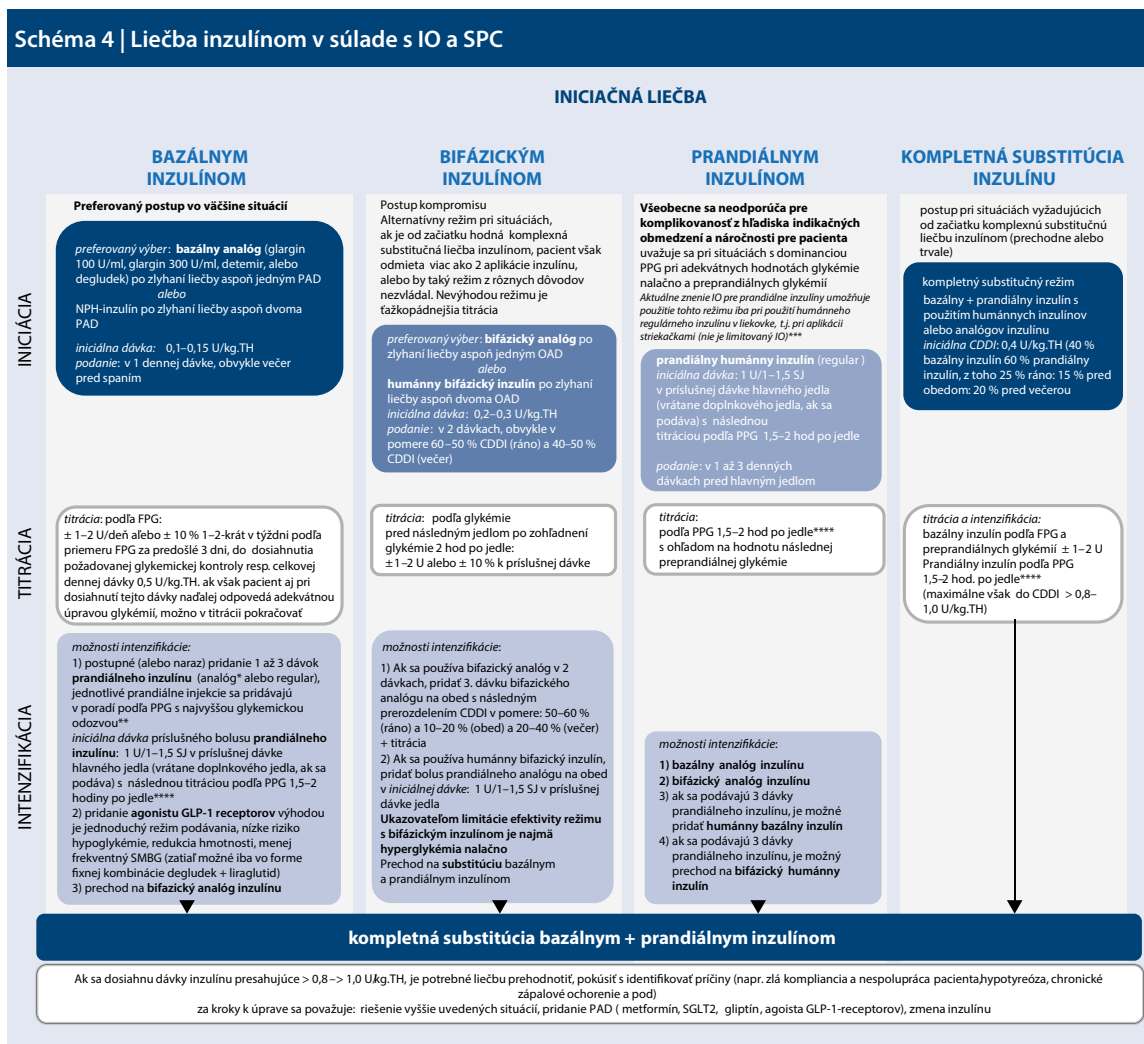 Schéma 4 | Liečba inzulínom v súlade s IO a SPC
INICIAČNÁ LIEČBA
BAZÁLNYM
INZULÍNOM
Preferovaný postup vo väčšine situácií
preferovaný výber: bazálny analóg (glargin
100 U/ml, glargin 300 U/ml, detemir, alebo
degludek) po zlyhaní liečby aspoň jedným PAD
alebo
NPH-inzulín po zlyhaní liečby aspoň dvoma
PAD
iniciálna dávka: 0,1–0,15 U/kg.TH
podanie: v 1 dennej dávke, obvykle večer
pred spaním
BIFÁZICKÝM
INZULÍNOM
Postup kompromisu
Alternatívny režim pri situáciách,
ak je od začiatku hodná komplexná
substitučná liečba inzulínom, pacient však
odmieta viac ako 2 aplikácie inzulínu,
alebo by taký režim z rôznych dôvodov
nezvládal. Nevýhodou režimu je
ťažkopádnejšia titrácia
preferovaný výber: bifázický analóg po
zlyhaní liečby aspoň jedným OAD
alebo
humánny bifázický inzulín po zlyhaní
liečby aspoň dvoma OAD
iniciálna dávka: 0,2–0,3 U/kg.TH
podanie: v 2 dávkach, obvykle v
pomere 60–50 % CDDI (ráno) a 40–50 %
CDDI (večer)
PRANDIÁLNYM
INZULÍNOM
Všeobecne sa neodporúča pre
komplikovanosť z hľadiska indikačných
obmedzení a náročnosti pre pacienta
uvažuje sa pri situáciách s dominanciou
PPG pri adekvátnych hodnotách glykémie
nalačno a preprandiálnych glykémií
Aktuálne znenie IO pre prandiálne inzulíny umožňuje
použitie tohto režimu iba pri použití humánneho
regulárneho inzulínu v liekovke, t.j. pri aplikácii
striekačkami (nie je limitovaný IO)***
prandiálny humánny inzulín (regular )
iniciálna dávka: 1 U/1–1,5 SJ
v príslušnej dávke hlavného jedla
(vrátane doplnkového jedla, ak sa
podáva) s následnou
titráciou podľa PPG 1,5–2 hod po jedle
podanie: v 1 až 3 denných
dávkach pred hlavným jedlom
KOMPLETNÁ SUBSTITÚCIA
INZULÍNU
postup pri situáciách vyžadujúcich
od začiatku komplexnú substitučnú
liečbu inzulínom (prechodne alebo
trvale)
kompletný substitučný režim
bazálny + prandiálny inzulín s
použitím humánnych inzulínov
alebo analógov inzulínu
iniciálna CDDI: 0,4 U/kg.TH (40 %
bazálny inzulín 60 % prandiálny
inzulín, z toho 25 % ráno: 15 % pred
obedom: 20 % pred večerou
INICIÁCIA
TITRÁCIA
titrácia: podľa FPG:
± 1–2 U/deň aľebo ± 10 % 1–2-krát v týždni podľa
priemeru FPG za predošlé 3 dni, do dosiahnutia
požadovanej glykemickej kontroly resp. celkovej
dennej dávky 0,5 U/kg.TH. ak však pacient aj pri
dosiahnutí tejto dávky naďalej odpovedá adekvátnou
úpravou glykémií, možno v titrácii pokračovať
titrácia: podľa glykémie
pred následným jedlom po zohľadnení
glykémie 2 hod po jedle:
±1–2 U alebo ± 10 % k príslušnej dávke
titrácia:
podľa PPG 1,5–2 hod po jedle****
s ohľadom na hodnotu následnej
preprandiálnej glykémie
titrácia a intenzifikácia:
bazálny inzulín podľa FPG a
preprandiálnych glykémií ± 1–2 U
Prandiálny inzulín podľa PPG
1,5–2 hod. po jedle****
(maximálne však do CDDI > 0,8–
1,0 U/kg.TH)
INTENZIFIKÁCIA
možnosti intenzifikácie:
1) postupné (alebo naraz) pridanie 1 až 3 dávok
prandiálneho inzulínu (analóg* alebo regular),
jednotlivé prandiálne injekcie sa pridávajú
v poradí podľa PPG s najvyššou glykemickou
odozvou**
iniciálna dávka príslušného bolusu prandiálneho
inzulínu: 1 U/1–1,5 SJ v príslušnej dávke
hlavného jedla (vrátane doplnkového jedla, ak sa
podáva) s následnou titráciou podľa PPG 1,5–2
hodiny po jedle****
2) pridanie agonistu GLP-1 receptorov výhodou
je jednoduchý režim podávania, nízke riziko
hypoglykémie, redukcia hmotnosti, menej
frekventný SMBG (zatiaľ možné iba vo forme
fixnej kombinácie degludek + liraglutid)
3) prechod na bifazický analóg inzulínu
možnosti intenzifikácie:
1) Ak sa používa bifazický analóg v 2
dávkach, pridať 3. dávku bifazického
analógu na obed s následným
prerozdelením CDDI v pomere: 50–60 %
(ráno) a 10–20 % (obed) a 20–40 % (večer)
+ titrácia
2) Ak sa používa humánny bifazický inzulín,
pridať bolus prandiálneho analógu na obed
v iniciálnej dávke: 1 U/1–1,5 SJ v príslušnej
dávke jedla
Ukazovateľom limitácie efektivity režimu
s bifázickým inzulínom je najmä
hyperglykémia nalačno
Prechod na substitúciu bazálnym
a prandiálnym inzulínom
možnosti intenzifikácie:
1) bazálny analóg inzulínu
2) bifázický analóg inzulínu
3) ak sa podávajú 3 dávky
prandiálneho inzulínu, je možné
pridať humánny bazálny inzulín
4) ak sa podávajú 3 dávky
prandiálneho inzulínu, je možný
prechod na bifázický humánny
inzulín
kompletná substitúcia bazálnym + prandiálnym inzulínom
Ak sa dosiahnu dávky inzulínu presahujúce > 0,8 – > 1,0 U/kg.TH, je potrebné liečbu prehodnotiť, pokúsiť s identifikovať príčiny (napr. zlá kompliancia a nespolupráca pacienta,hypotyreóza, chronické
zápalové ochorenie a pod)
za kroky k úprave sa považuje: riešenie vyššie uvedených situácií, pridanie PAD ( metformín, SGLT2, gliptín, agoista GLP-1-receptorov), zmena inzulínu